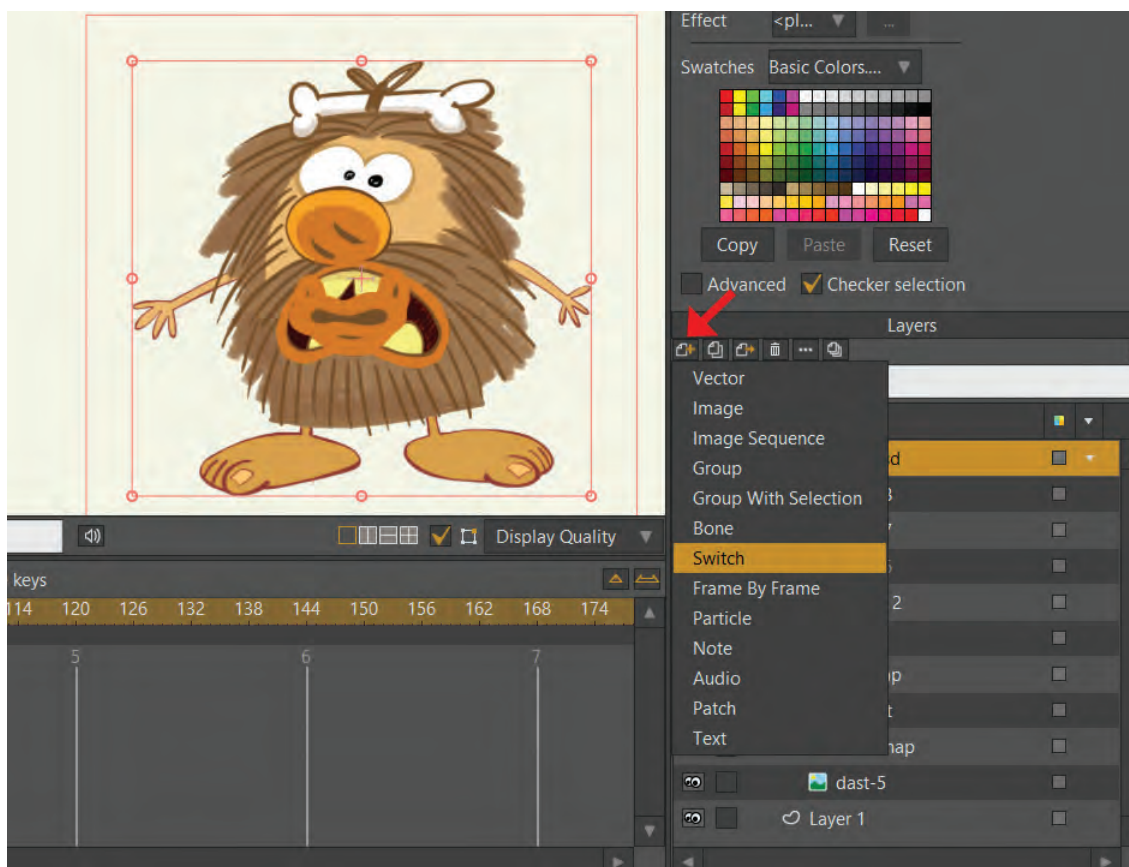 Effect <pl... ...
Swatches Basic Colors....
Copy Paste Reset
Advanced Checker selection
Layers
Vector
Image
Image Sequence
Group
Group With Selection
Bone
Switch
Frame By Frame
Particle
Note
Audio
Patch
Text
dast-5
Layer 1
Display Quality
keys
114 120 126 132 138 144 150 156 162 168 174
5 6 7